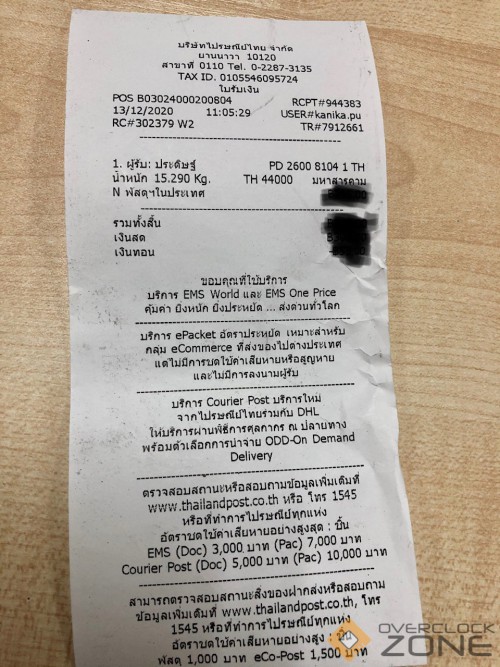 บริษัทไปรษณีย์ไทย จำกัด
ยานนาวา 10120
สาขาที่ 0110 Tel. 0-2287-3135
TAX ID. 0105546095724
ใบรับเงิน
POS B03024000200804 RCPT#944383
13/12/2020 11:05:29 USER#kanika.pu
RC#302379 W2 TR#7912661
1. ผู้รับ: ประดิษฐ์ PD 2600 8104 1 TH
น้ำหนัก 15.290 Kg. TH 44000 มหาสารคาม
N พัสดุฯในประเทศ
รวมทั้งสิ้น
เงินสด
เงินทอน
ขอบคุณที่ใช้บริการ
บริการ EMS World และ EMS One Price
คุ้มค่า ยิ่งหนัก ยิ่งประหยัด ... ส่งด่วนทั่วโลก
บริการ ePacket อัตราประหยัด เหมาะสำหรับ
กลุ่ม eCommerce ที่ส่งของไปต่างประเทศ
แต่ไม่มีการชดใช้ค่าเสียหายหรือสูญหาย
และไม่มีการลงนามผู้รับ
บริการ Courier Post บริการใหม่
จากไปรษณีย์ไทยร่วมกับ DHL
ให้บริการผ่านพิธีการศุลกากร ณ ปลายทาง
พร้อมตัวเลือกการนำจ่าย ODD-On Demand
Delivery
ตรวจสอบสถานะหรือสอบถามข้อมูลเพิ่มเติมที่
www.thailandpost.co.th หรือ โทร 1545
หรือที่ทำการไปรษณีย์ทุกแห่ง
อัตราชดใช้ค่าเสียหายอย่างสูงสุด : ชิ้น
EMS (Doc) 3,000 บาท (Pac) 7,000 บาท
Courier Post (Doc) 5,000 บาท (Pac) 10,000 บาท
สามารถตรวจสอบสถานะสิ่งของฝากส่งหรือสอบถาม
ข้อมูลเพิ่มเติมที่ www.thailandpost.co.th, โทร
1545 หรือที่ทำการไปรษณีย์ทุกแห่ง
อัตราชดใช้ค่าเสียหายอย่างสูง : ชิ้น
พัสดุ 1,000 บาท eCo-Post 1,500 บาท
OVERCLOCK
ZONE